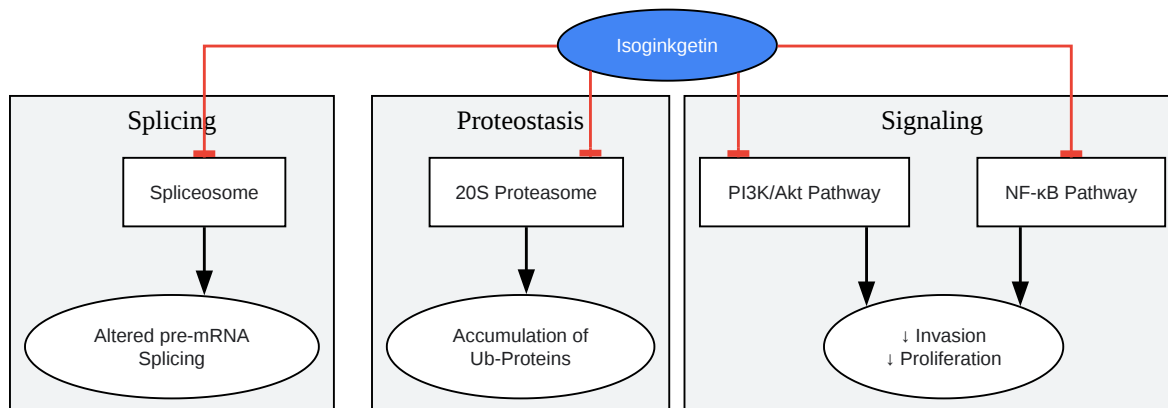 Isoginkgetin
Splicing
Proteostasis
Signaling
Spliceosome
20S Proteasome
PI3K/Akt Pathway
NF-κB Pathway
Altered pre-mRNA
Splicing
Accumulation of
Ub-Proteins
↓ Invasion
↓ Proliferation